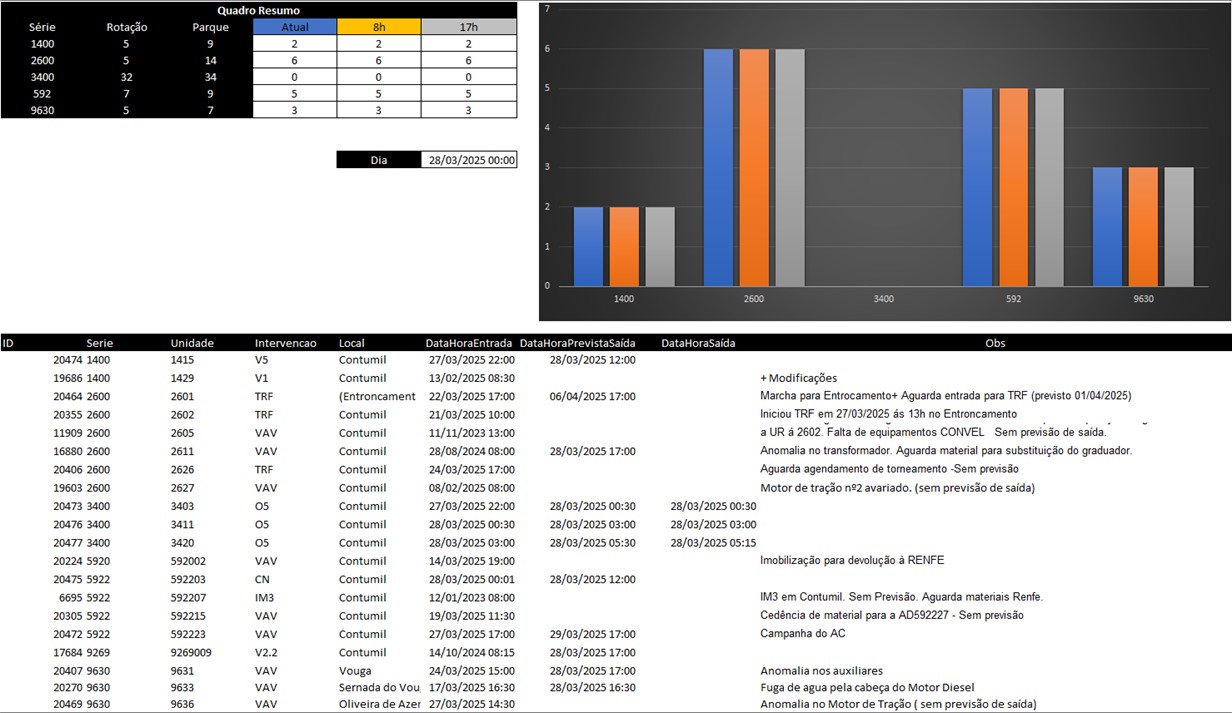 Quadro Resumo
Série Rotação Parque Atual 8h 17h
1400 5 9 2 2 2
2600 5 14 6 6 6
3400 32 34 0 0 0
592 7 9 5 5 5
9630 5 7 3 3 3
Dia 28/03/2025 00:00
7
6
5
4
3
2
1
0
1400 2600 3400 592 9630
ID Serie Unidade Intervencao Local DataHoraEntrada DataHoraPrevistaSaída DataHoraSaída Obs
20474 1400 1415 V5 Contumil 27/03/2025 22:00 28/03/2025 12:00
19686 1400 1429 V1 Contumil 13/02/2025 08:30 + Modificações
20464 2600 2601 TRF (Entroncament 22/03/2025 17:00 06/04/2025 17:00 Marcha para Entrocamento+ Aguarda entrada para TRF (previsto 01/04/2025)
20355 2600 2602 TRF Contumil 21/03/2025 10:00 Iniciou TRF em 27/03/2025 ás 13h no Entroncamento
11909 2600 2605 VAV Contumil 11/11/2023 13:00 a UR á 2602. Falta de equipamentos CONVEL Sem previsão de saída.
16880 2600 2611 VAV Contumil 28/08/2024 08:00 28/03/2025 17:00 Anomalia no transformador. Aguarda material para substituição do graduador.
20406 2600 2626 TRF Contumil 24/03/2025 17:00 Aguarda agendamento de torneamento -Sem previsão
19603 2600 2627 VAV Contumil 08/02/2025 08:00 Motor de tração nº2 avariado. (sem previsão de saída)
20473 3400 3403 O5 Contumil 27/03/2025 22:00 28/03/2025 00:30 28/03/2025 00:30
20476 3400 3411 O5 Contumil 28/03/2025 00:30 28/03/2025 03:00 28/03/2025 03:00
20477 3400 3420 O5 Contumil 28/03/2025 03:00 28/03/2025 05:30 28/03/2025 05:15
20224 5920 592002 VAV Contumil 14/03/2025 19:00 Imobilização para devolução à RENFE
20475 5922 592203 CN Contumil 28/03/2025 00:01 28/03/2025 12:00
6695 5922 592207 IM3 Contumil 12/01/2023 08:00 IM3 em Contumil. Sem Previsão. Aguarda materiais Renfe.
20305 5922 592215 VAV Contumil 19/03/2025 11:30 Cedência de material para a AD592227 - Sem previsão
20472 5922 592223 VAV Contumil 27/03/2025 17:00 29/03/2025 17:00 Campanha do AC
17684 9269 9269009 V2.2 Contumil 14/10/2024 08:15 28/03/2025 17:00
20407 9630 9631 VAV Vouga 24/03/2025 15:00 28/03/2025 17:00 Anomalia nos auxiliares
20270 9630 9633 VAV Sernada do Vou 17/03/2025 16:30 28/03/2025 16:30 Fuga de agua pela cabeça do Motor Diesel
20469 9630 9636 VAV Oliveira de Azer 27/03/2025 14:30 Anomalia no Motor de Tração ( sem previsão de saída)